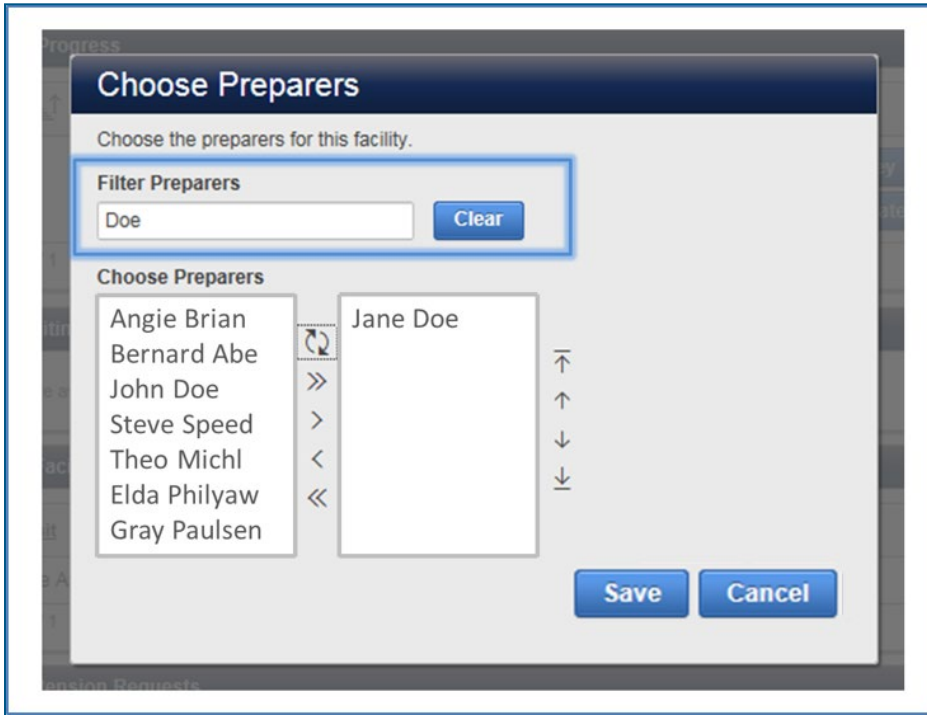 Progress
Choose Preparers
Choose the preparers for this facility.
Filter Preparers
Doe
Clear
Choose Preparers
Angie Brian
Bernard Abe
John Doe
Steve Speed
Theo Michl
Elda Philyaw
Gray Paulsen
Jane Doe
Save
Cancel